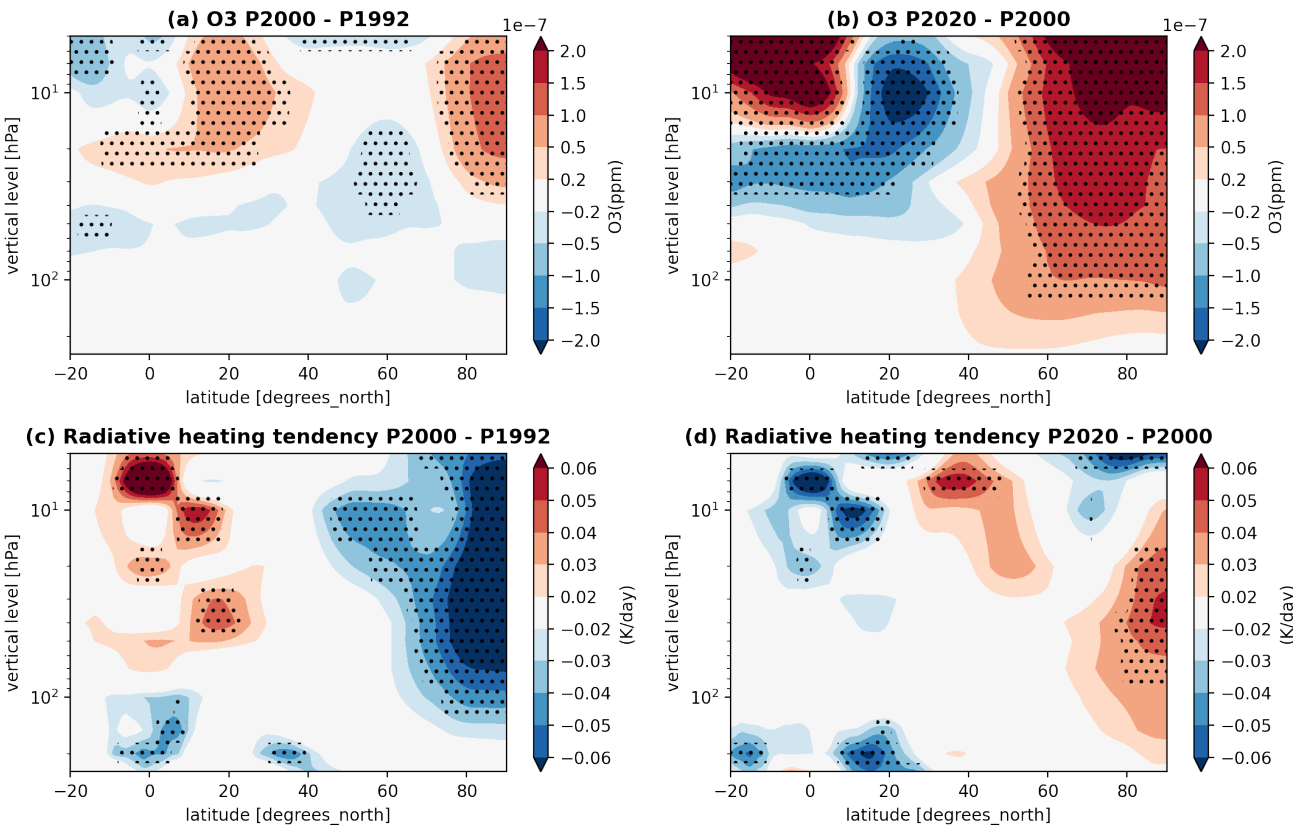 (a) O3 P2000 - P1992
1e−7
vertical level [hPa]
10¹
10²
−20 0 20 40 60 80
latitude [degrees_north]
2.0
1.5
1.0
0.5
0.2
−0.2
−0.5
−1.0
−1.5
−2.0
O3(ppm)
(b) O3 P2020 - P2000
1e−7
vertical level [hPa]
10¹
10²
−20 0 20 40 60 80
latitude [degrees_north]
2.0
1.5
1.0
0.5
0.2
−0.2
−0.5
−1.0
−1.5
−2.0
O3(ppm)
(c) Radiative heating tendency P2000 - P1992
vertical level [hPa]
10¹
10²
−20 0 20 40 60 80
latitude [degrees_north]
0.06
0.05
0.04
0.03
0.02
−0.02
−0.03
−0.04
−0.05
−0.06
(K/day)
(d) Radiative heating tendency P2020 - P2000
vertical level [hPa]
10¹
10²
−20 0 20 40 60 80
latitude [degrees_north]
0.06
0.05
0.04
0.03
0.02
−0.02
−0.03
−0.04
−0.05
−0.06
(K/day)